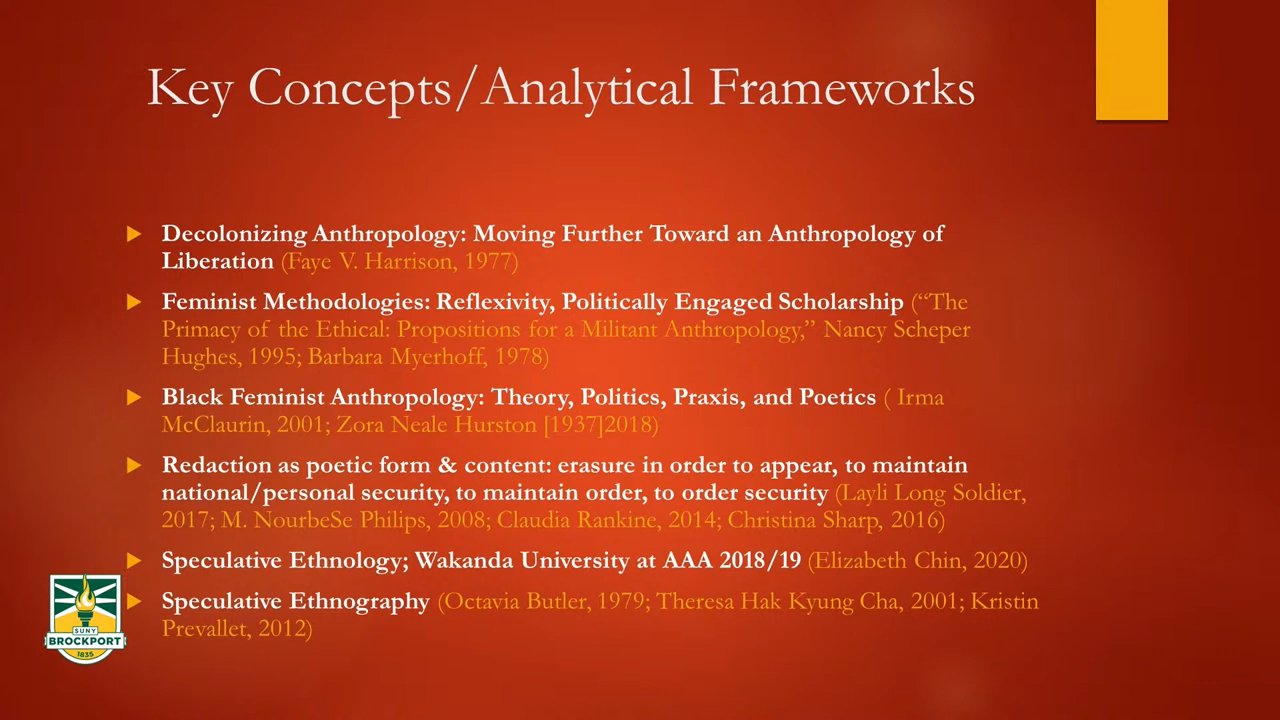 Key Concepts/Analytical Frameworks
Decolonizing Anthropology: Moving Further Toward an Anthropology of
Liberation (Faye V. Harrison, 1977)
Feminist Methodologies: Reflexivity, Politically Engaged Scholarship (“The
Primacy of the Ethical: Propositions for a Militant Anthropology,” Nancy Scheper
Hughes, 1995; Barbara Myerhoff, 1978)
Black Feminist Anthropology: Theory, Politics, Praxis, and Poetics ( Irma
McClaurin, 2001; Zora Neale Hurston [1937]2018)
Redaction as poetic form & content: erasure in order to appear, to maintain
national/personal security, to maintain order, to order security (Layli Long Soldier,
2017; M. NourbeSe Philips, 2008; Claudia Rankine, 2014; Christina Sharp, 2016)
Speculative Ethnology; Wakanda University at AAA 2018/19 (Elizabeth Chin, 2020)
Speculative Ethnography (Octavia Butler, 1979; Theresa Hak Kyung Cha, 2001; Kristin
Prevallet, 2012)
SUNY
BROCKPORT
1835